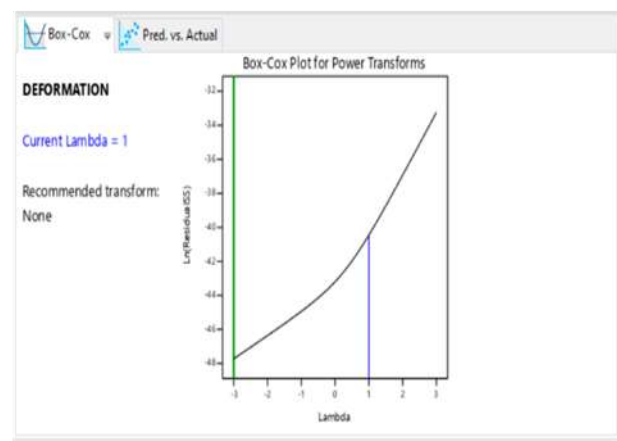 Box-Cox
Pred. vs. Actual
Box-Cox Plot for Power Transforms
DEFORMATION
Current Lambda = 1
Recommended transform:
None
Ln(ResidualSS)
-32
-34
-36
-38
-40
-42
-44
-46
-48
-3 -2 -1 0 1 2 3
Lambda